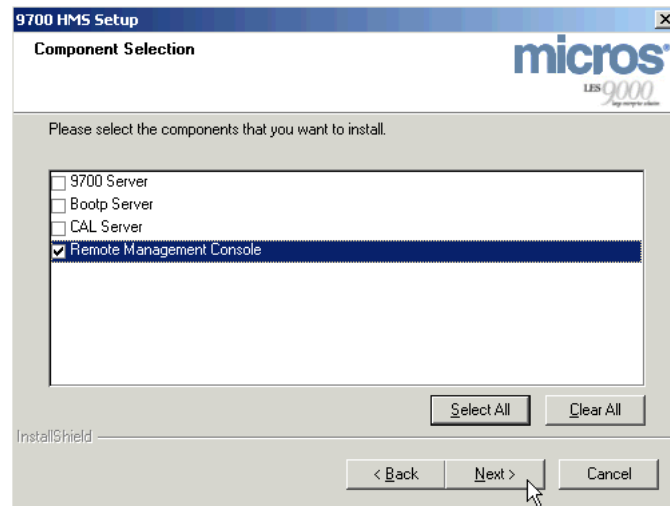 9700 HMS Setup
Component Selection
micros
LES 9000
Please select the components that you want to install.
9700 Server
Bootp Server
CAL Server
Remote Management Console
Select All
Clear All
InstallShield
< Back
Next >
Cancel